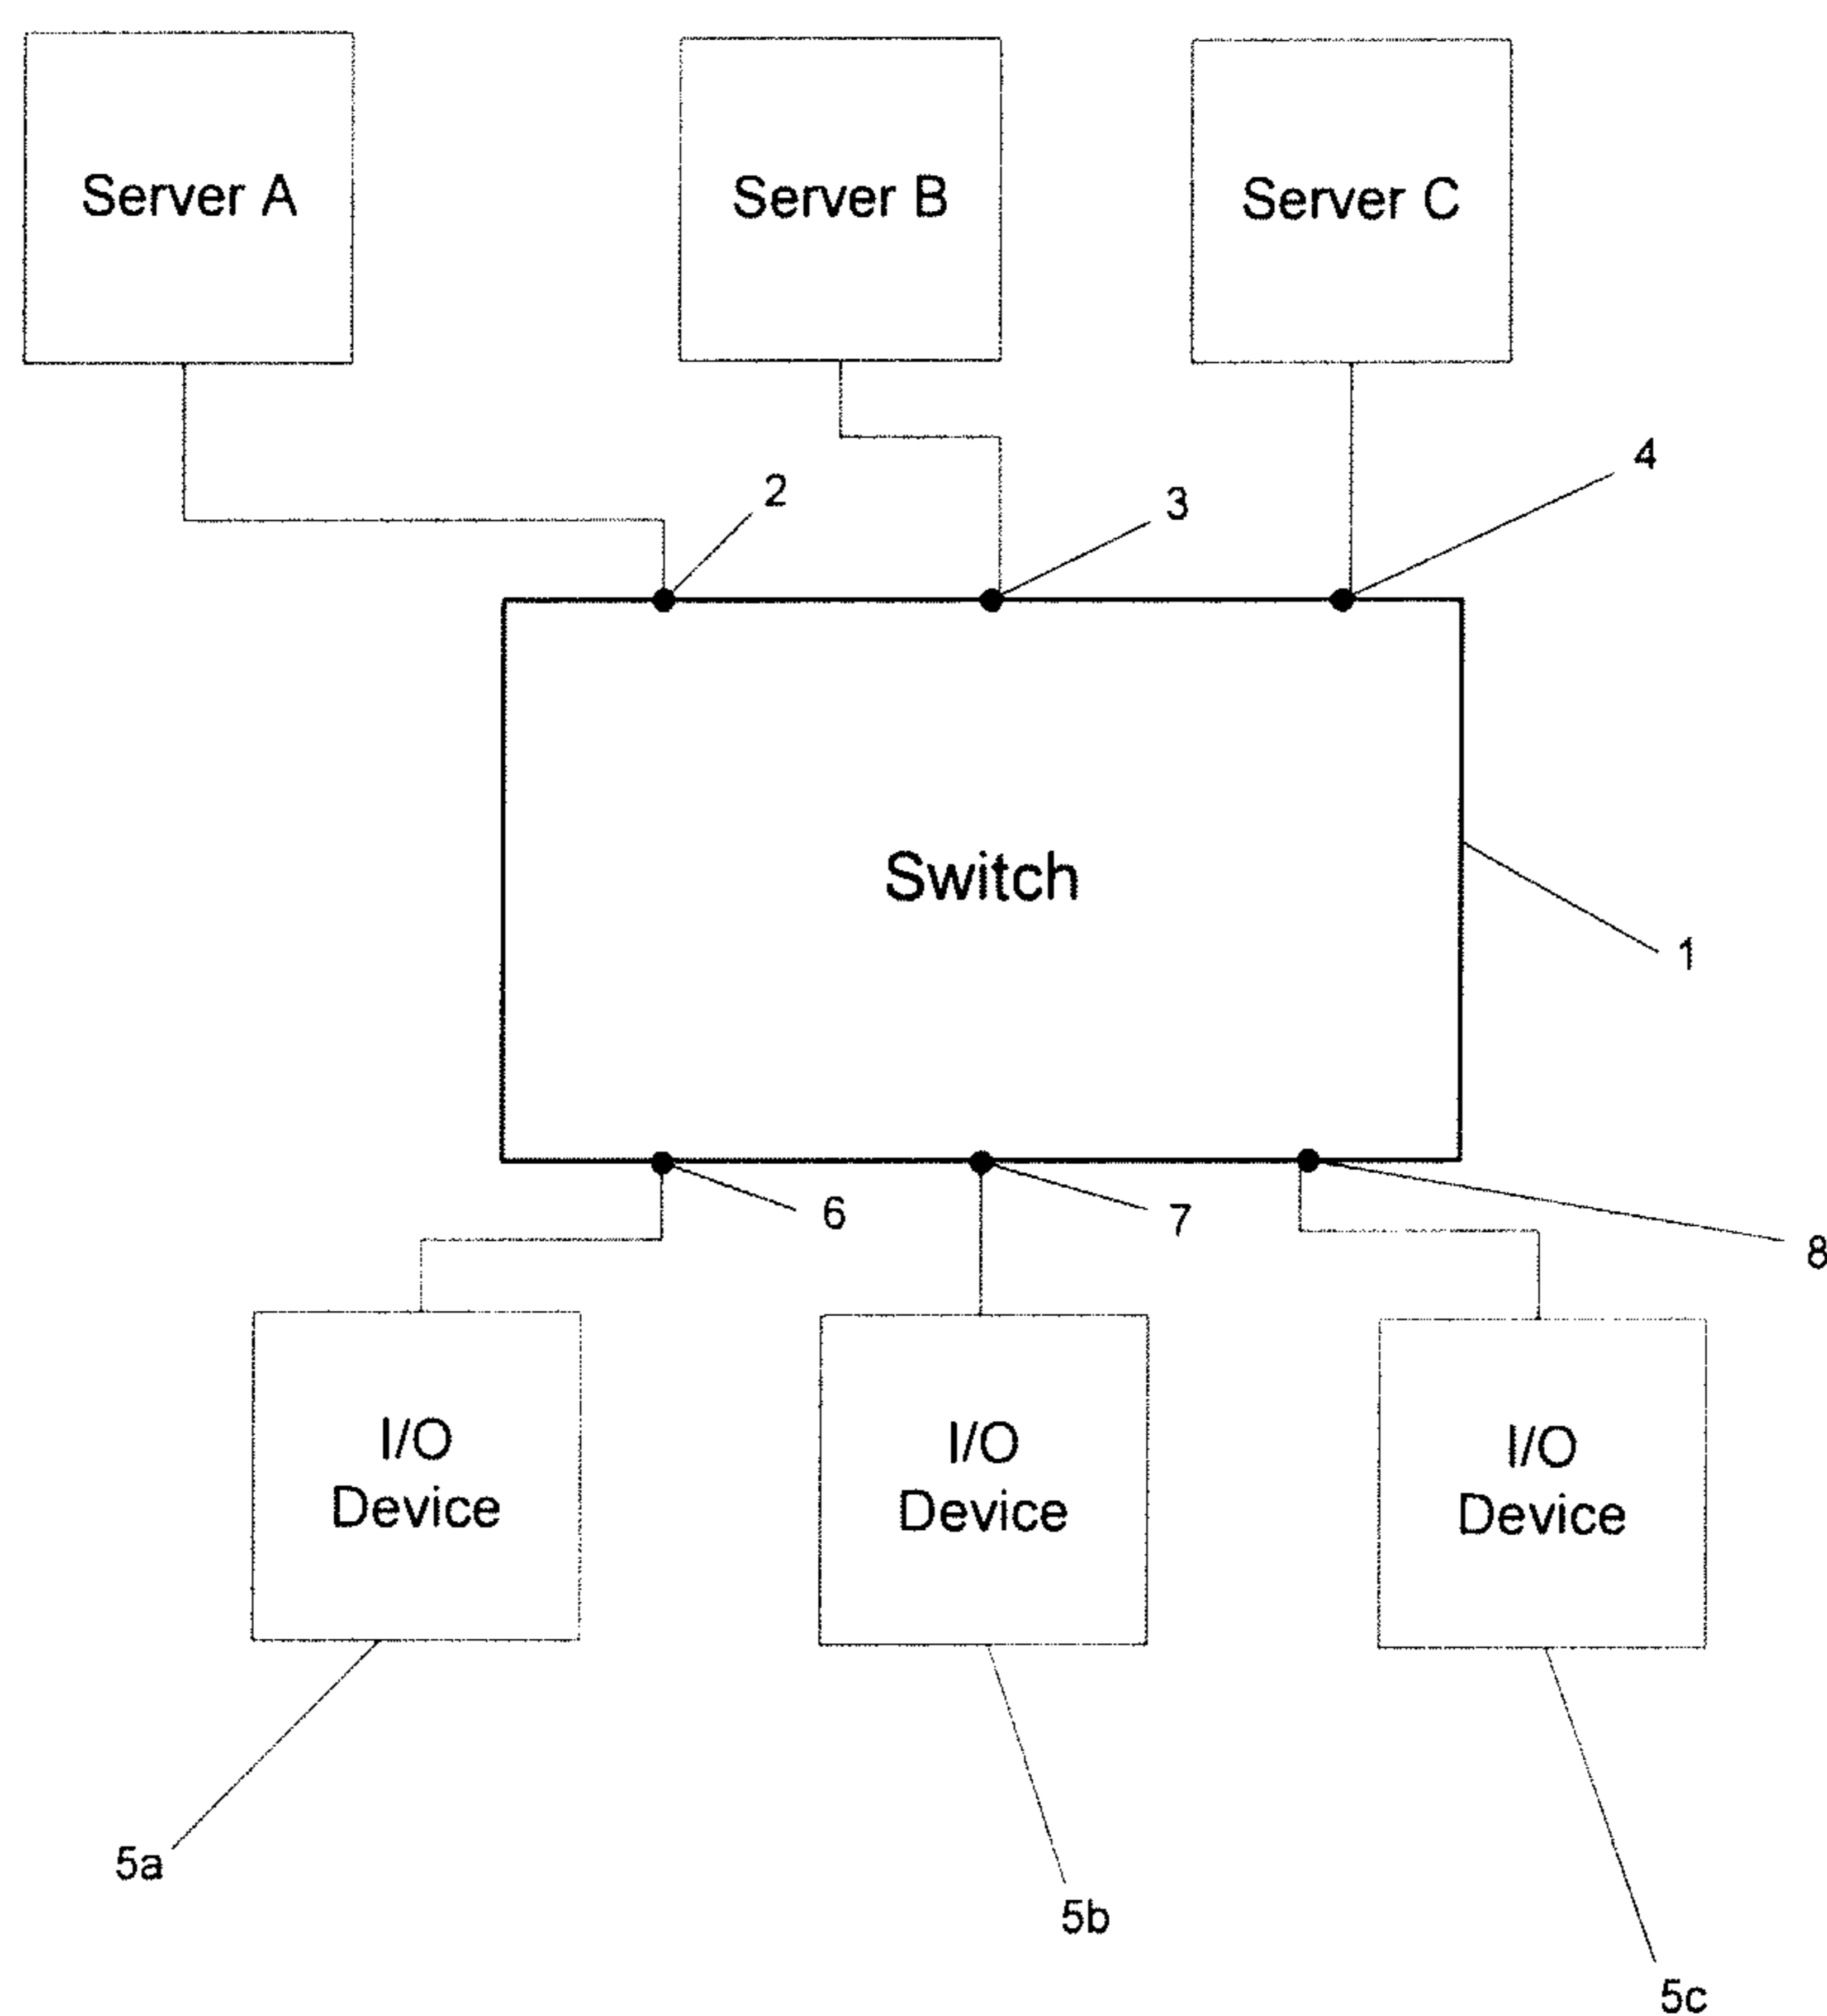 Server A
Server B
Server C
2
3
4
Switch
1
6
7
8
I/O
Device
I/O
Device
I/O
Device
5a
5b
5c